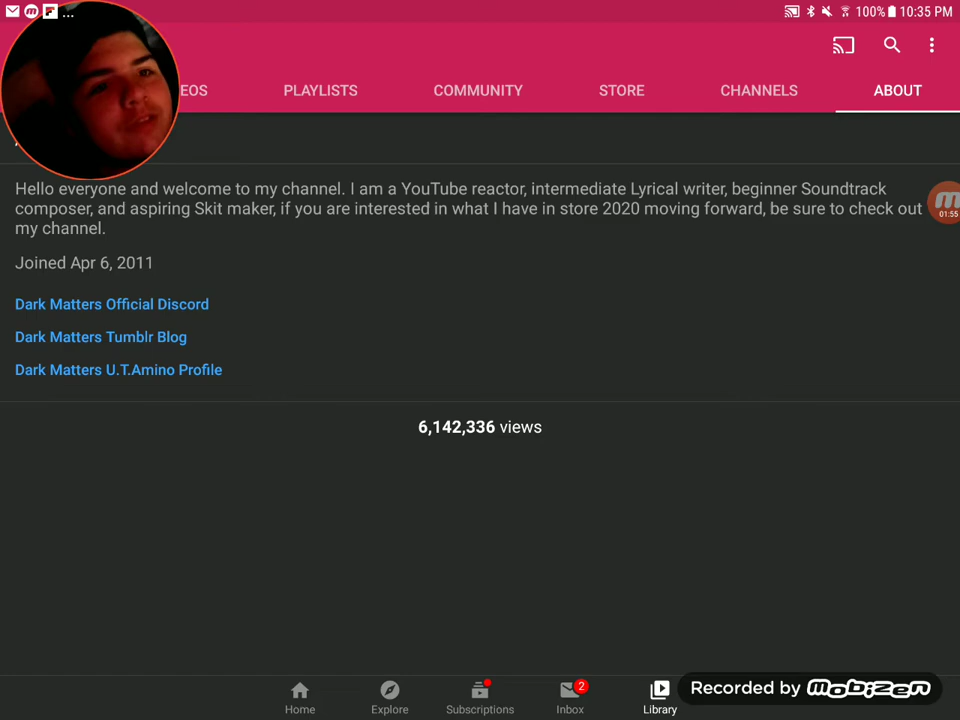 ... 100% 10:35 PM
EOS PLAYLISTS COMMUNITY STORE CHANNELS ABOUT
Hello everyone and welcome to my channel. I am a YouTube reactor, intermediate Lyrical writer, beginner Soundtrack
composer, and aspiring Skit maker, if you are interested in what I have in store 2020 moving forward, be sure to check out
my channel.
01:55
Joined Apr 6, 2011
Dark Matters Official Discord
Dark Matters Tumblr Blog
Dark Matters U.T.Amino Profile
6,142,336 views
2
Home Explore Subscriptions Inbox Library
Recorded by mobizen